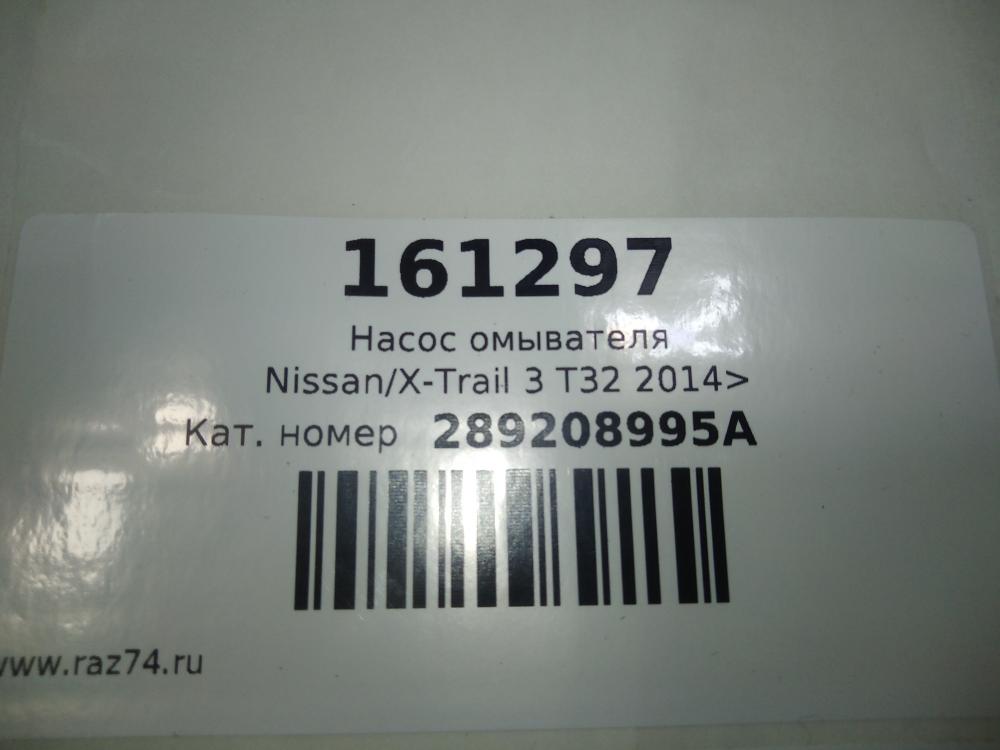 161297
Насос омывателя
Nissan/X-Trail 3 T32 2014>
Кат. номер 289208995A
www.raz74.ru